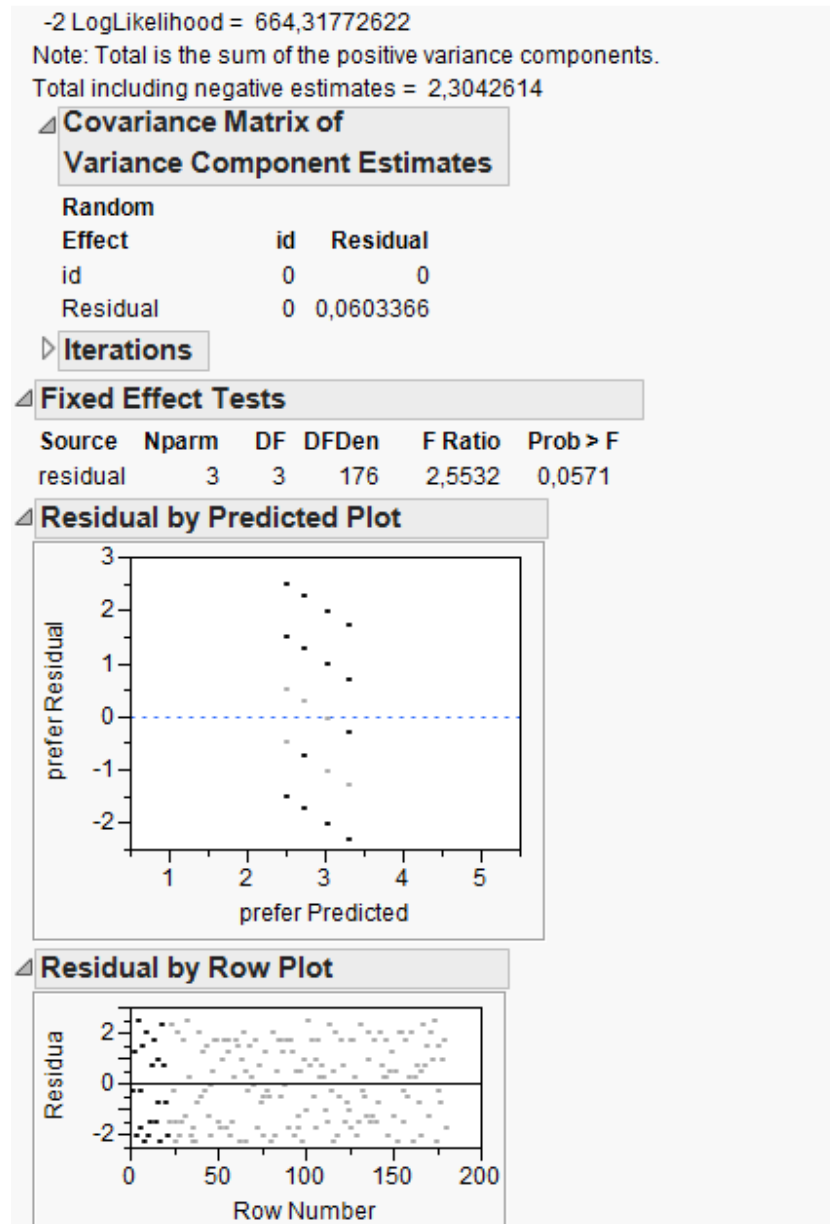 -2 LogLikelihood = 664,31772622
Note: Total is the sum of the positive variance components.
Total including negative estimates = 2,3042614
Covariance Matrix of
Variance Component Estimates
Random
Effect id Residual
id 0 0
Residual 0 0,0603366
Iterations
Fixed Effect Tests
Source Nparm DF DFDen F Ratio Prob > F
residual 3 3 176 2,5532 0,0571
Residual by Predicted Plot
3
2
1
0
-1
-2
prefer Residual
1 2 3 4 5
prefer Predicted
Residual by Row Plot
2
0
-2
Residua
0 50 100 150 200
Row Number